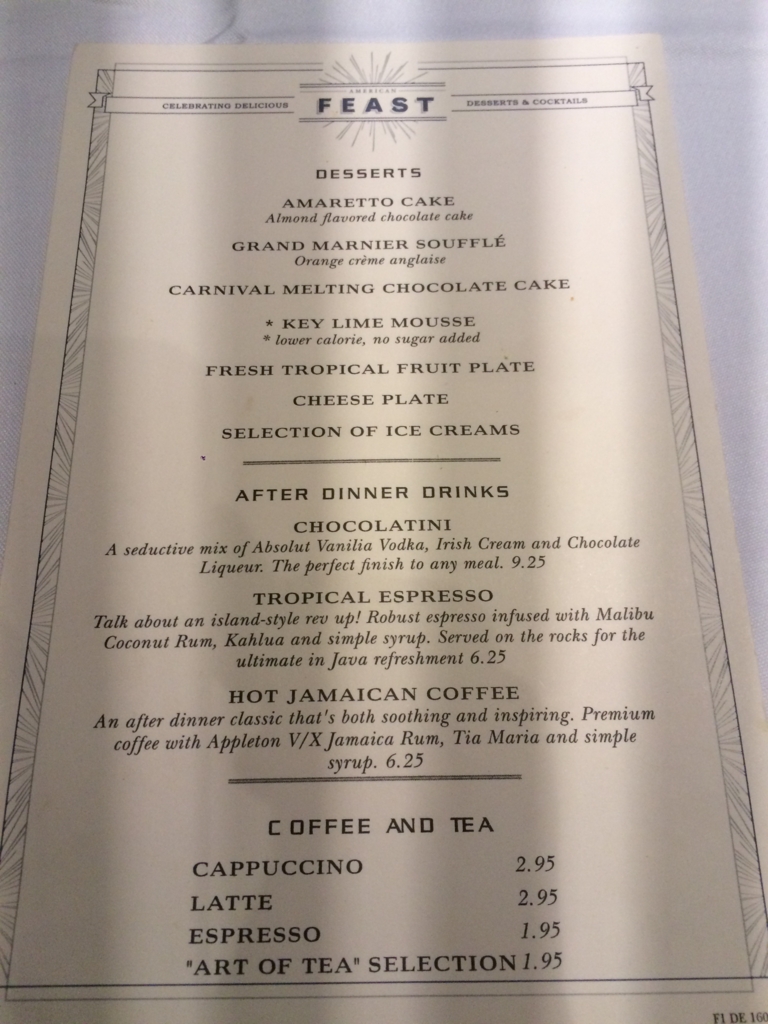 AMERICAN
CELEBRATING DELICIOUS FEAST DESSERTS & COCKTAILS
DESSERTS
AMARETTO CAKE
Almond flavored chocolate cake
GRAND MARNIER SOUFFLÉ
Orange crème anglaise
CARNIVAL MELTING CHOCOLATE CAKE
* KEY LIME MOUSSE
* lower calorie, no sugar added
FRESH TROPICAL FRUIT PLATE
CHEESE PLATE
SELECTION OF ICE CREAMS
AFTER DINNER DRINKS
CHOCOLATINI
A seductive mix of Absolut Vanilia Vodka, Irish Cream and Chocolate
Liqueur. The perfect finish to any meal. 9.25
TROPICAL ESPRESSO
Talk about an island-style rev up! Robust espresso infused with Malibu
Coconut Rum, Kahlua and simple syrup. Served on the rocks for the
ultimate in Java refreshment 6.25
HOT JAMAICAN COFFEE
An after dinner classic that's both soothing and inspiring. Premium
coffee with Appleton V/X Jamaica Rum, Tia Maria and simple
syrup. 6.25
COFFEE AND TEA
CAPPUCCINO 2.95
LATTE 2.95
ESPRESSO 1.95
"ART OF TEA" SELECTION 1.95
F1 DE 160